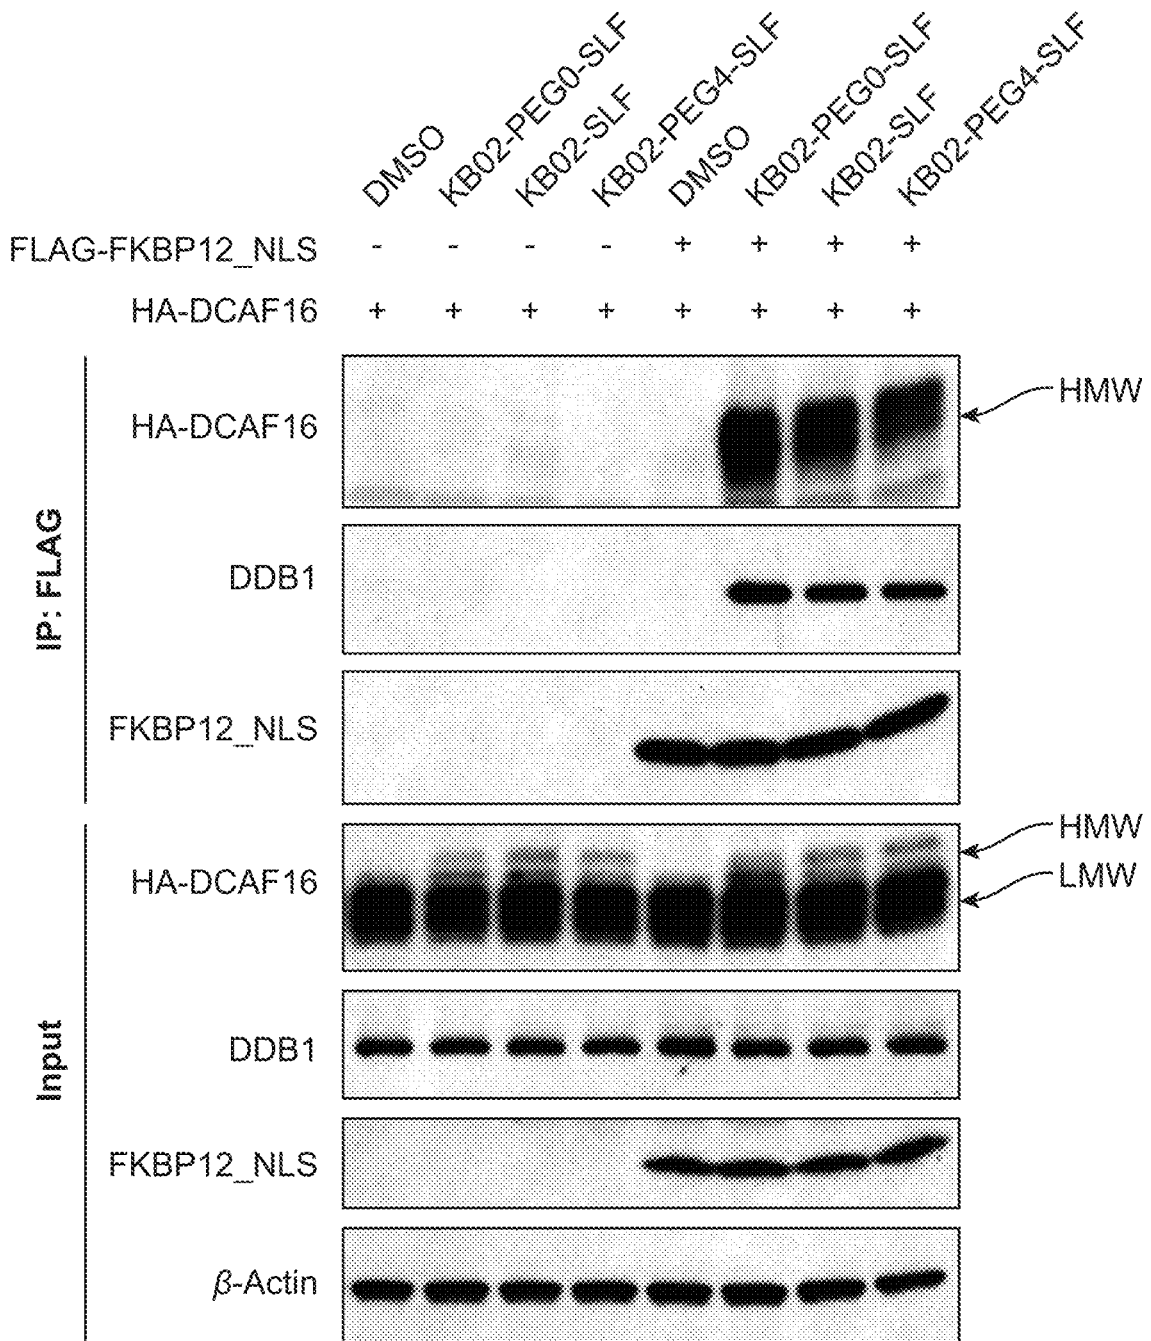 DMSO
KB02-PEG0-SLF
KB02-SLF
KB02-PEG4-SLF
DMSO
KB02-PEG0-SLF
KB02-SLF
KB02-PEG4-SLF
FLAG-FKBP12_NLS - - - - + + + +
HA-DCAF16 + + + + + + + +
IP: FLAG
HA-DCAF16
HMW
DDB1
FKBP12_NLS
Input
HA-DCAF16
HMW
LMW
DDB1
FKBP12_NLS
β-Actin